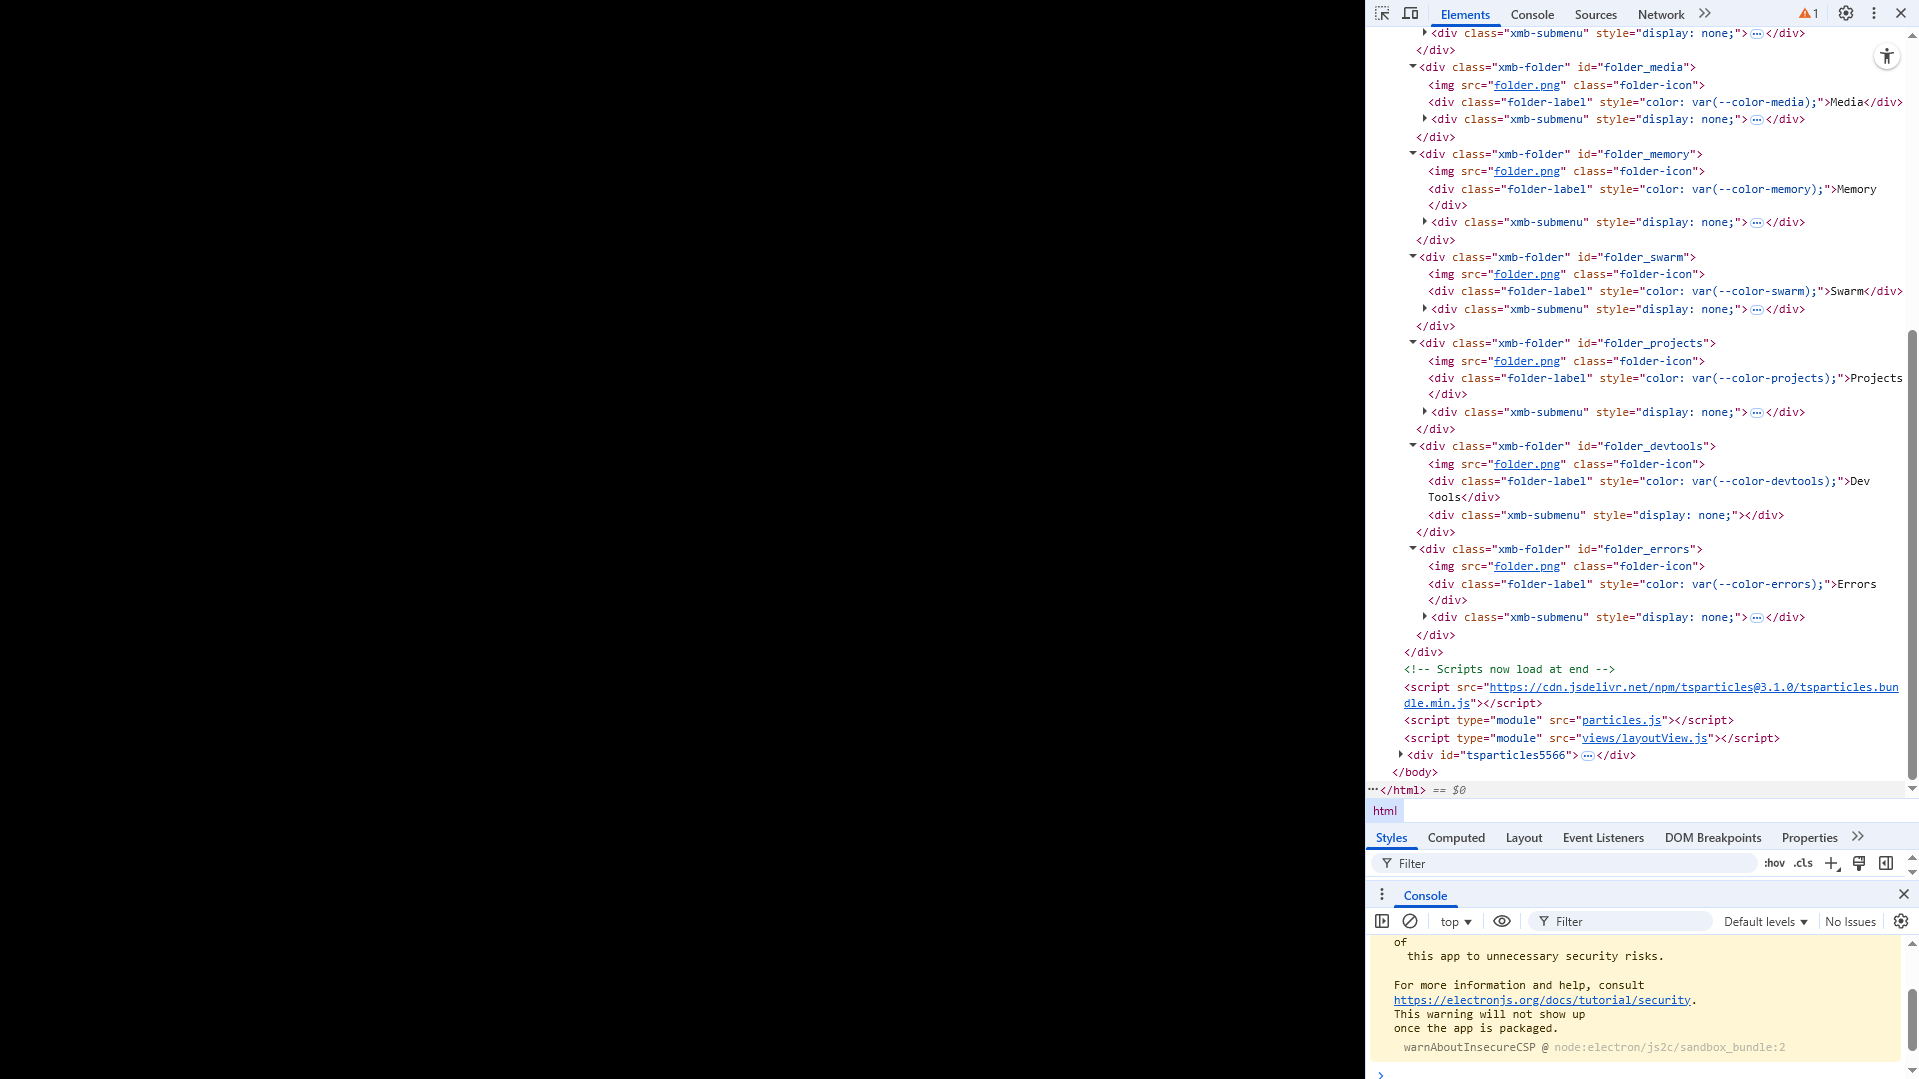 Elements Console Sources Network 1
<div class="xmb-submenu" style="display: none;"> </div>
</div>
<div class="xmb-folder" id="folder_media">
<img src="folder.png" class="folder-icon">
<div class="folder-label" style="color: var(--color-media);">Media</div>
<div class="xmb-submenu" style="display: none;"> </div>
</div>
<div class="xmb-folder" id="folder_memory">
<img src="folder.png" class="folder-icon">
<div class="folder-label" style="color: var(--color-memory);">Memory
</div>
<div class="xmb-submenu" style="display: none;"> </div>
</div>
<div class="xmb-folder" id="folder_swarm">
<img src="folder.png" class="folder-icon">
<div class="folder-label" style="color: var(--color-swarm);">Swarm</div>
<div class="xmb-submenu" style="display: none;"> </div>
</div>
<div class="xmb-folder" id="folder_projects">
<img src="folder.png" class="folder-icon">
<div class="folder-label" style="color: var(--color-projects);">Projects
</div>
<div class="xmb-submenu" style="display: none;"> </div>
</div>
<div class="xmb-folder" id="folder_devtools">
<img src="folder.png" class="folder-icon">
<div class="folder-label" style="color: var(--color-devtools);">Dev
Tools</div>
<div class="xmb-submenu" style="display: none;"></div>
</div>
<div class="xmb-folder" id="folder_errors">
<img src="folder.png" class="folder-icon">
<div class="folder-label" style="color: var(--color-errors);">Errors
</div>
<div class="xmb-submenu" style="display: none;"> </div>
</div>
</div>
<!-- Scripts now load at end -->
<script src="https://cdn.jsdelivr.net/npm/tsparticles@3.1.0/tsparticles.bun
dle.min.js"></script>
<script type="module" src="particles.js"></script>
<script type="module" src="views/layoutView.js"></script>
<div id="tsparticles5566"> </div>
</body>
</html> == $0
html
Styles Computed Layout Event Listeners DOM Breakpoints Properties
Filter :hov .cls
Console
top Filter Default levels No Issues
of
this app to unnecessary security risks.
For more information and help, consult
https://electronjs.org/docs/tutorial/security.
This warning will not show up
once the app is packaged.
warnAboutInsecureCSP @ node:electron/js2c/sandbox_bundle:2